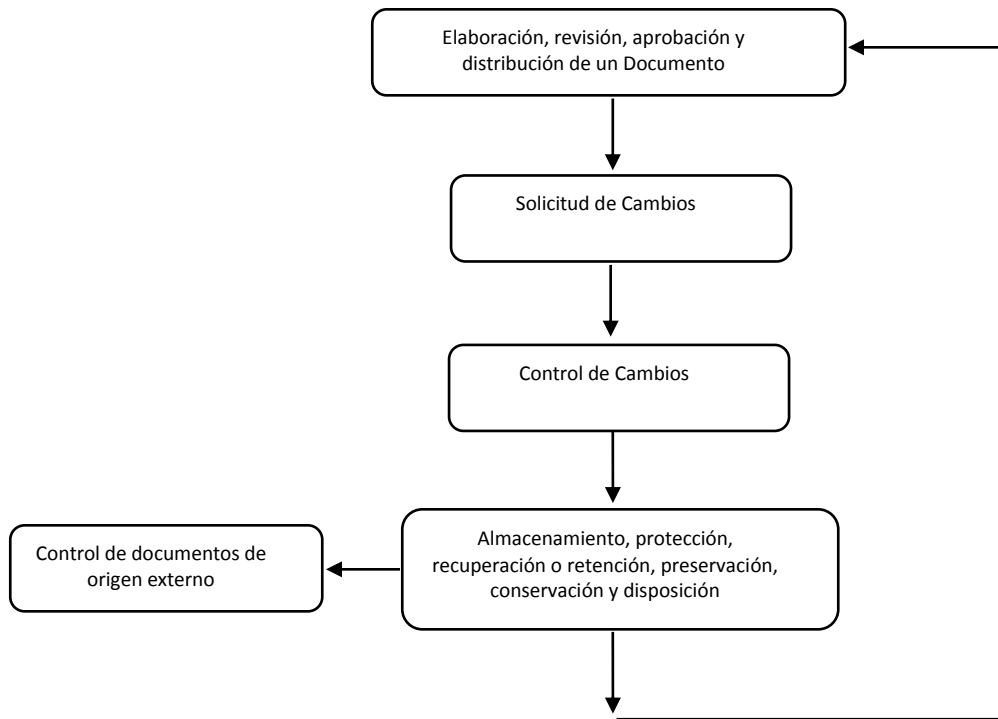 Elaboración, revisión, aprobación y
distribución de un Documento
Solicitud de Cambios
Control de Cambios
Almacenamiento, protección,
recuperación o retención, preservación,
conservación y disposición
Control de documentos de
origen externo